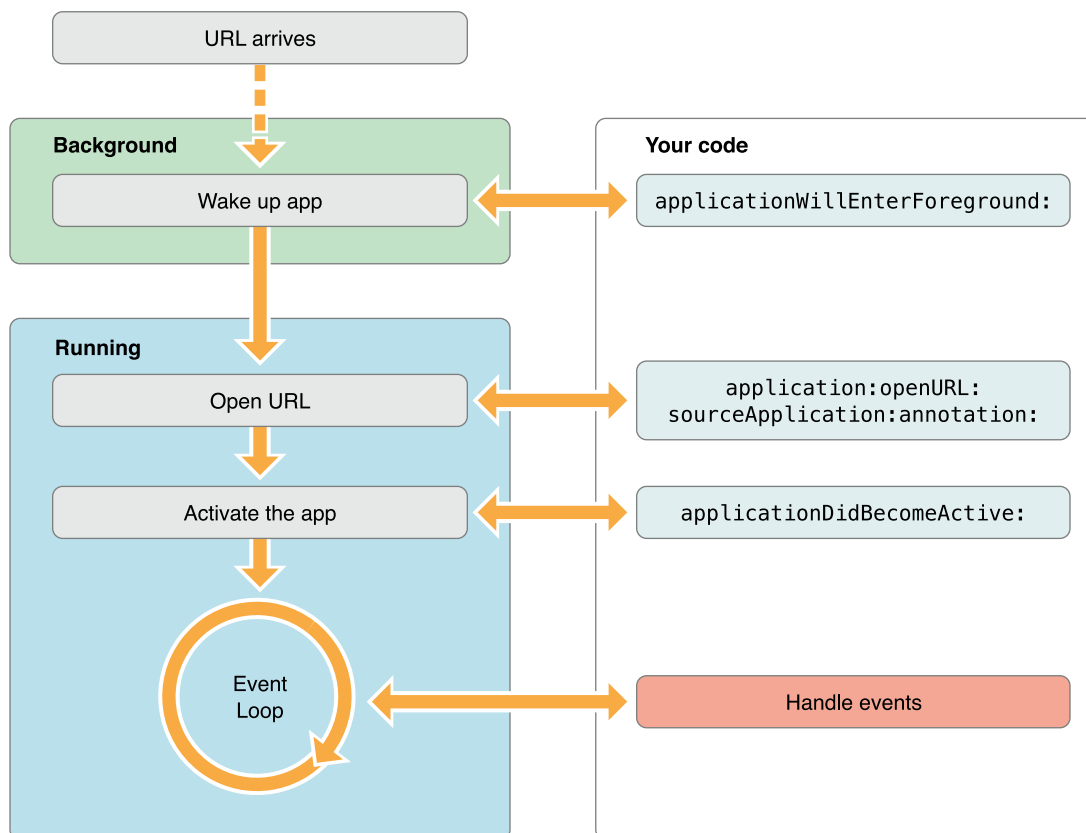 URL arrives
Background
Your code
Wake up app
applicationWillEnterForeground:
Running
Open URL
application:openURL:
sourceApplication:annotation:
Activate the app
applicationDidBecomeActive:
Event
Loop
Handle events